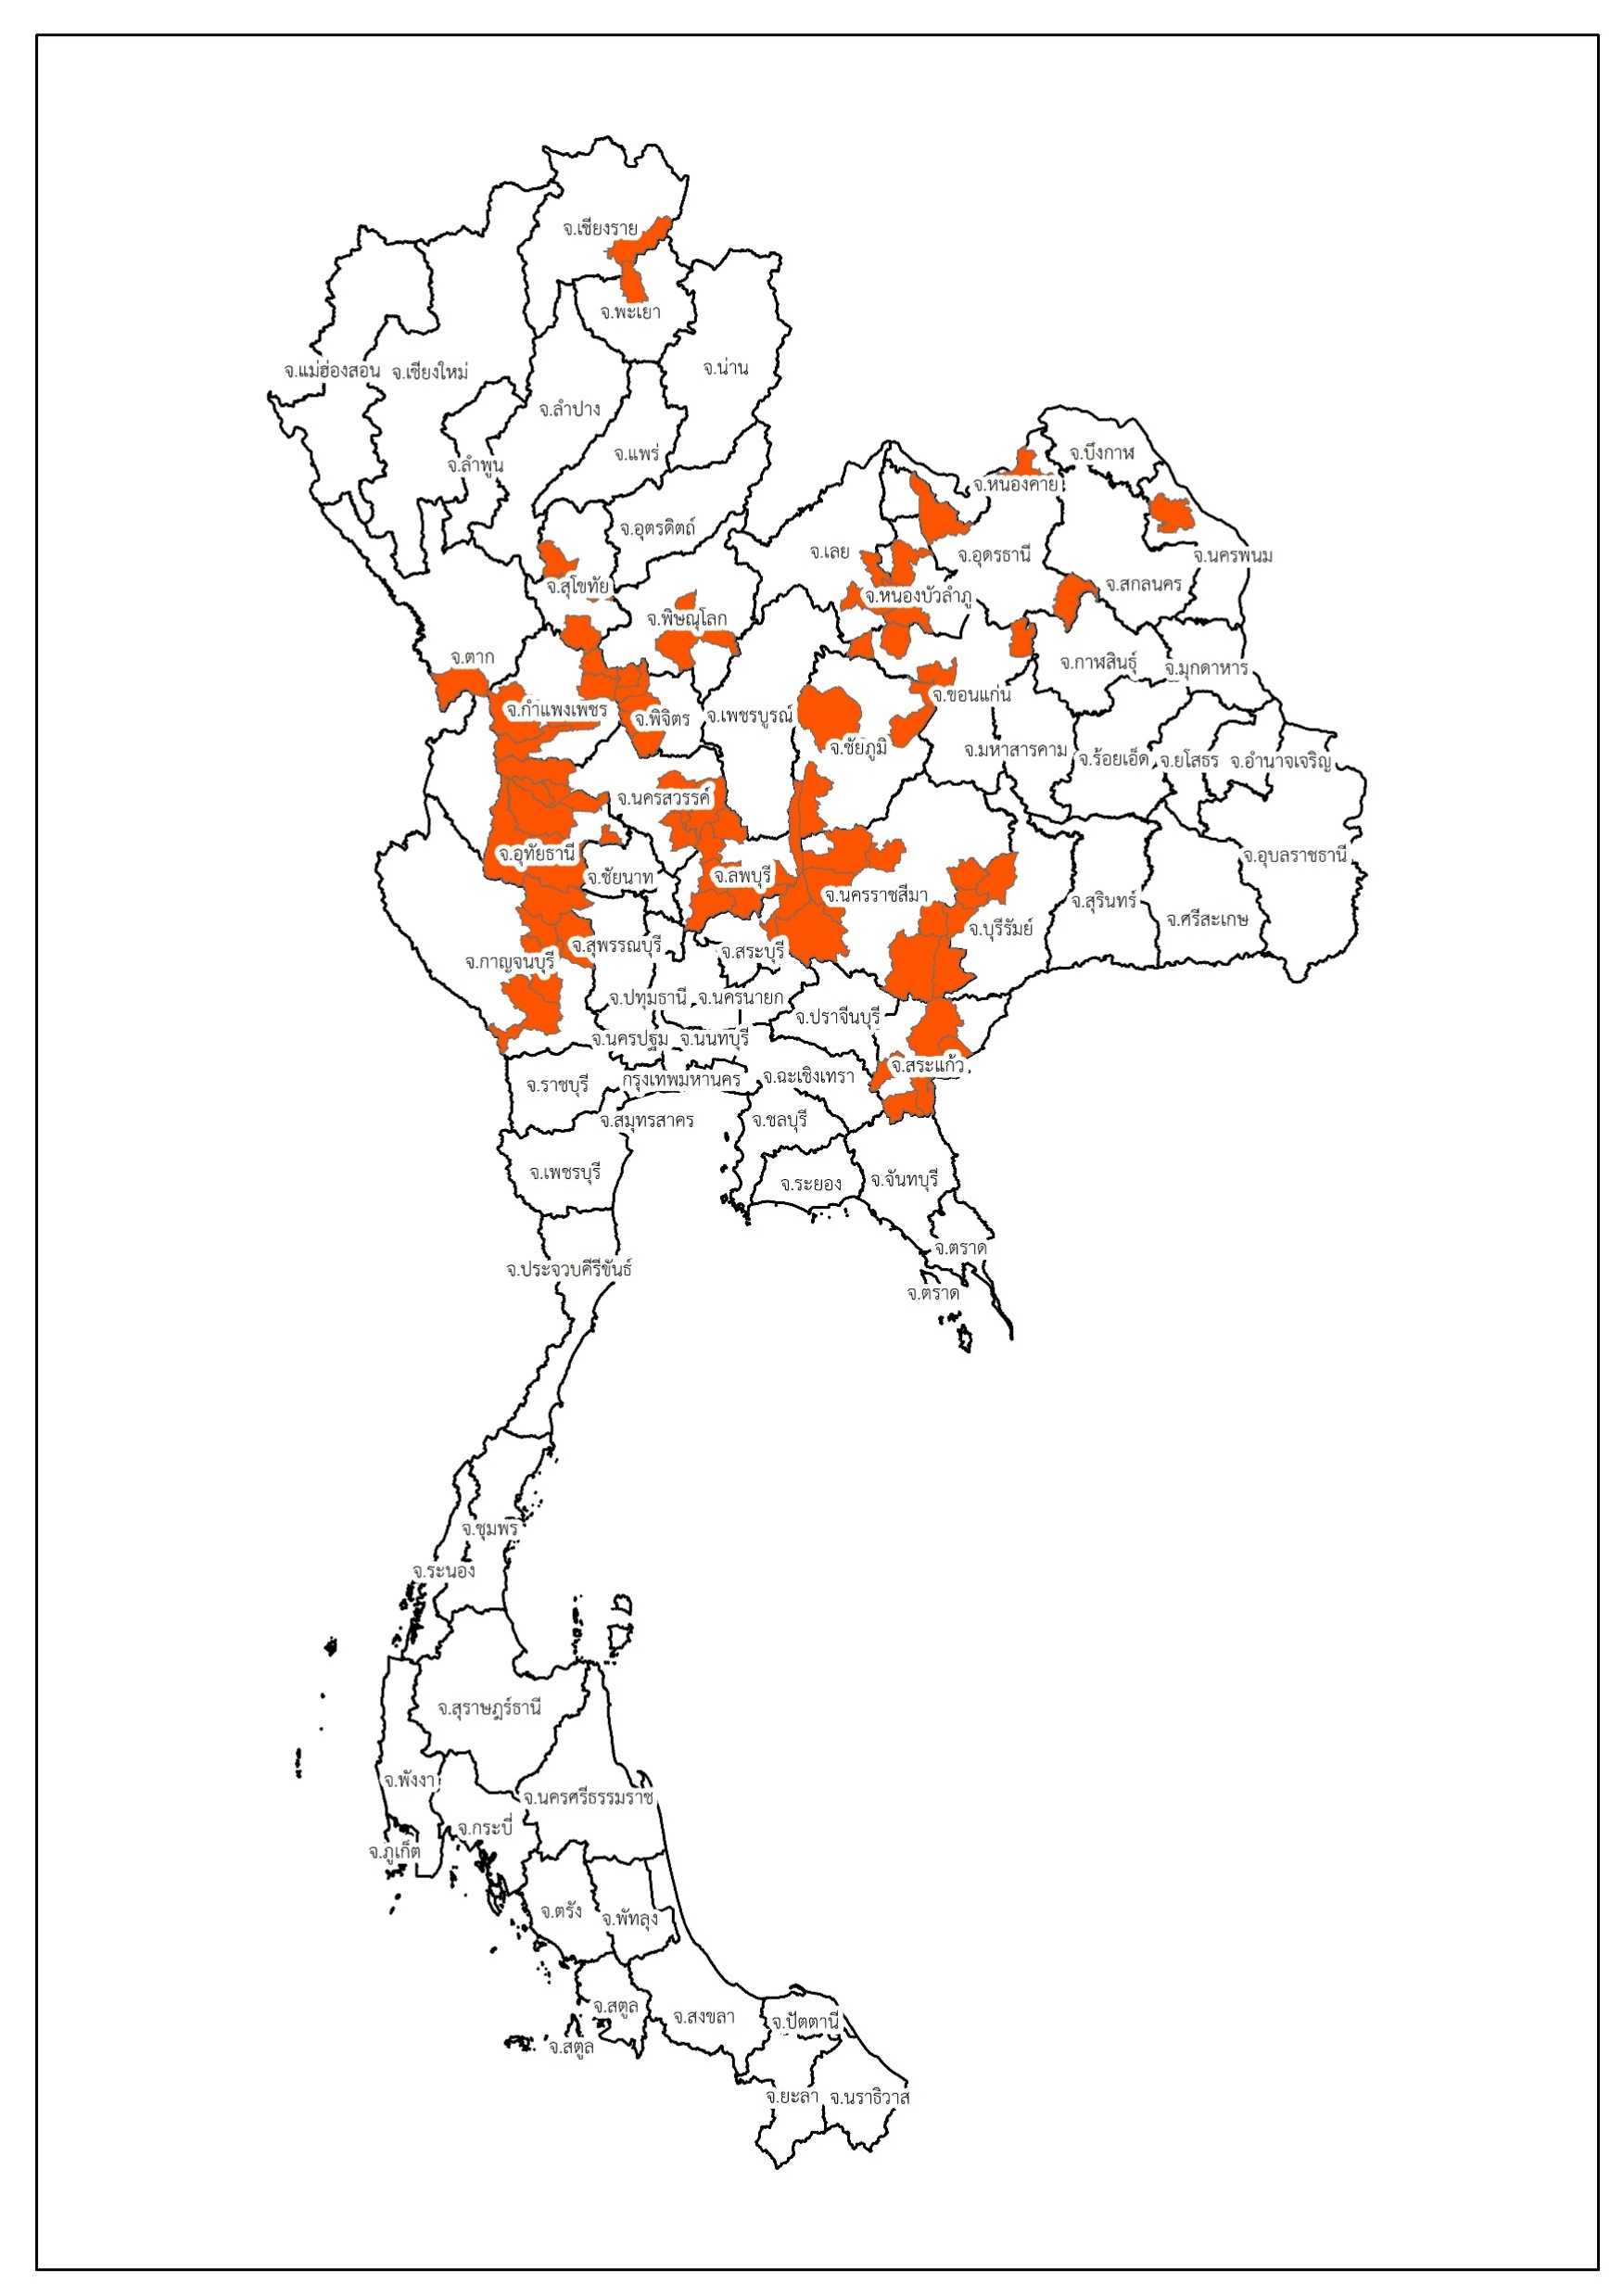 จ.เชียงราย
จ.พะเยา
จ.น่าน
จ.แม่ฮ่องสอน
จ.เชียงใหม่
จ.ลำปาง
จ.แพร่
จ.ลำพูน
จ.บึงกาฬ
จ.หนองคาย
จ.อุตรดิตถ์
จ.เลย
จ.อุดรธานี
จ.นครพนม
จ.สุโขทัย
จ.หนองบัวลำภู
จ.สกลนคร
จ.พิษณุโลก
จ.ตาก
จ.กาฬสินธุ์
จ.มุกดาหาร
จ.ขอนแก่น
จ.กำแพงเพชร
จ.พิจิตร
จ.เพชรบูรณ์
จ.ชัยภูมิ
จ.มหาสารคาม
จ.ร้อยเอ็ด
จ.ยโสธร
จ.อำนาจเจริญ
จ.นครสวรรค์
จ.อุทัยธานี
จ.อุบลราชธานี
จ.ชัยนาท
จ.ลพบุรี
จ.นครราชสีมา
จ.สุรินทร์
จ.ศรีสะเกษ
จ.บุรีรัมย์
จ.สุพรรณบุรี
จ.สระบุรี
จ.กาญจนบุรี
จ.ปทุมธานี
จ.นครนายก
จ.ปราจีนบุรี
จ.นครปฐม
จ.นนทบุรี
จ.สระแก้ว
จ.ราชบุรี
กรุงเทพมหานคร
จ.ฉะเชิงเทรา
จ.สมุทรสาคร
จ.ชลบุรี
จ.เพชรบุรี
จ.ระยอง
จ.จันทบุรี
จ.ตราด
จ.ประจวบคีรีขันธ์
จ.ตราด
จ.ชุมพร
จ.ระนอง
จ.สุราษฎร์ธานี
จ.พังงา
จ.นครศรีธรรมราช
จ.กระบี่
จ.ภูเก็ต
จ.ตรัง
จ.พัทลุง
จ.สตูล
จ.สงขลา
จ.ปัตตานี
จ.สตูล
จ.ยะลา
จ.นราธิวาส